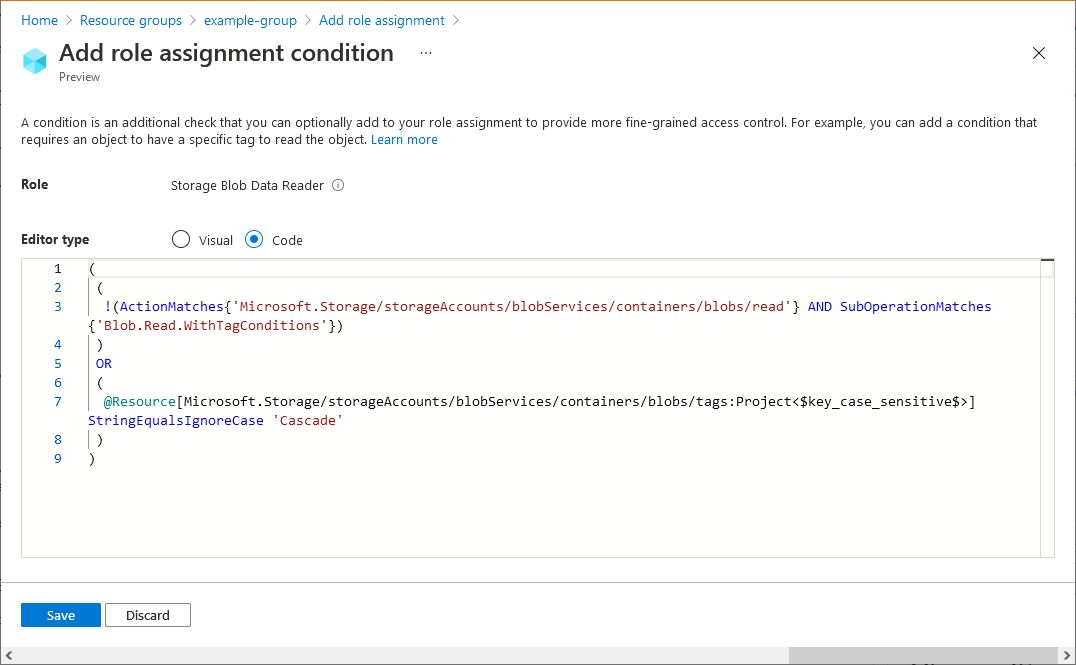 Home > Resource groups > example-group > Add role assignment >
Add role assignment condition ...
Preview
A condition is an additional check that you can optionally add to your role assignment to provide more fine-grained access control. For example, you can add a condition that
requires an object to have a specific tag to read the object. Learn more
Role Storage Blob Data Reader
Editor type Visual Code
1 (
2 (
3 !(ActionMatches{'Microsoft.Storage/storageAccounts/blobServices/containers/blobs/read'} AND SubOperationMatches
{'Blob.Read.WithTagConditions'})
4 )
5 OR
6 (
7 @Resource[Microsoft.Storage/storageAccounts/blobServices/containers/blobs/tags:Project<$key_case_sensitive$>]
StringEqualsIgnoreCase 'Cascade'
8 )
9 )
Save Discard